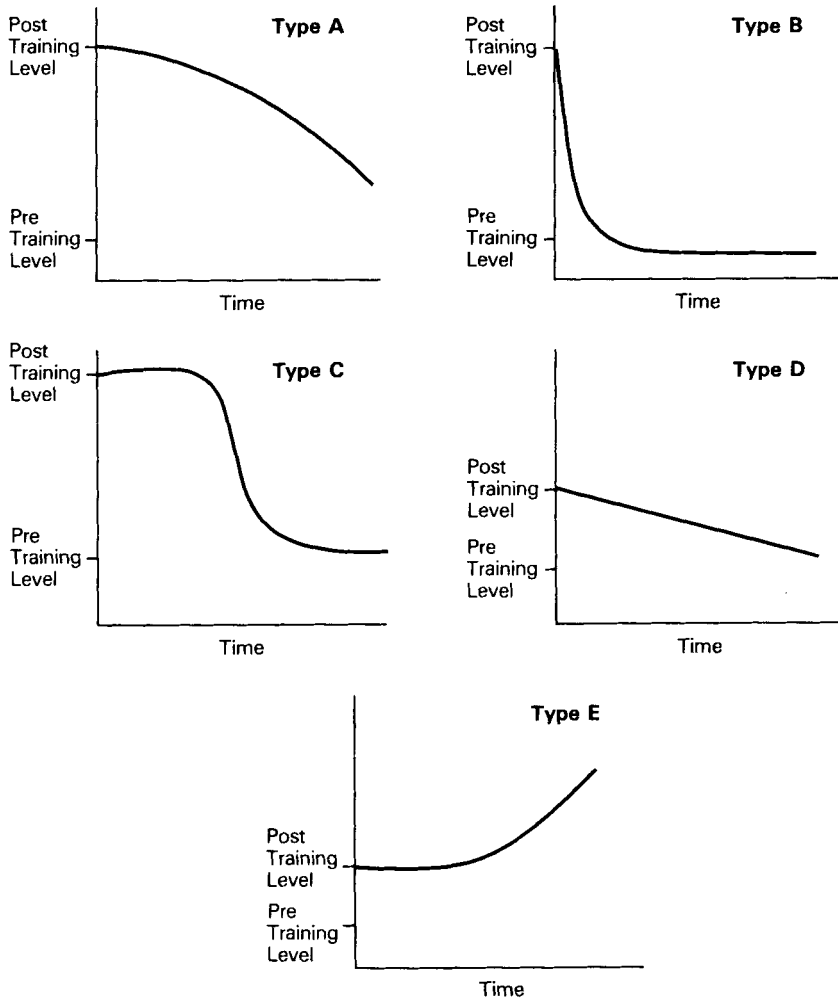 Type A
Post
Training
Level
Pre
Training
Level
Time
Type B
Post
Training
Level
Pre
Training
Level
Time
Type C
Post
Training
Level
Pre
Training
Level
Time
Type D
Post
Training
Level
Pre
Training
Level
Time
Type E
Post
Training
Level
Pre
Training
Level
Time